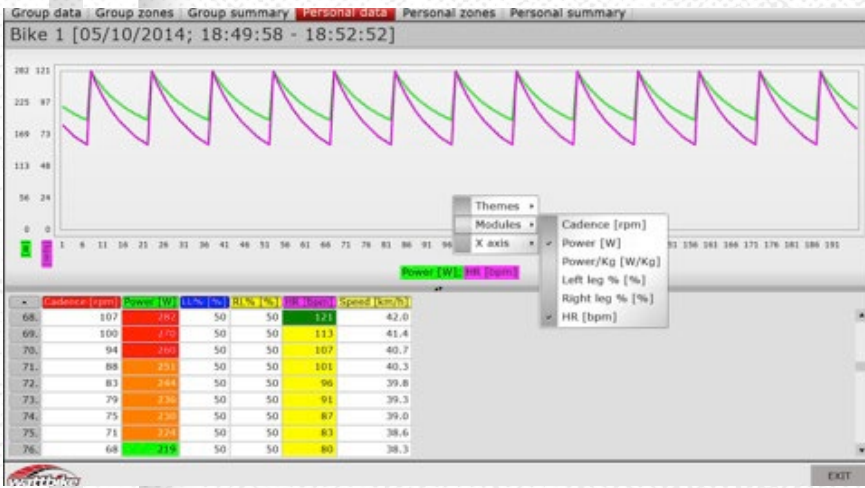 Group data Group zones Group summary Personal data Personal zones Personal summary
Bike 1 [05/10/2014; 18:49:58 - 18:52:52]
282 121
225 97
169 73
113 48
56 24
0 0
1 6 11 16 21 26 31 36 41 46 51 56 61 66 71 76 81 86 91 96 151 156 161 166 171 176 181 186 191
Themes
Modules
X axis
Cadence [rpm]
Power [W]
Power/Kg [W/Kg]
Left leg % [%]
Right leg % [%]
HR [bpm]
Power [W]; HR [bpm]
Cadence [rpm] Power [W] LL% [%] RL% [%] HR [bpm] Speed [km/h]
68. 107 282 50 50 121 42.0
69. 100 270 50 50 113 41.4
70. 94 260 50 50 107 40.7
71. 88 251 50 50 101 40.3
72. 83 244 50 50 96 39.8
73. 79 236 50 50 91 39.3
74. 75 230 50 50 87 39.0
75. 71 224 50 50 83 38.6
76. 68 219 50 50 80 38.3
wattbike
EXIT